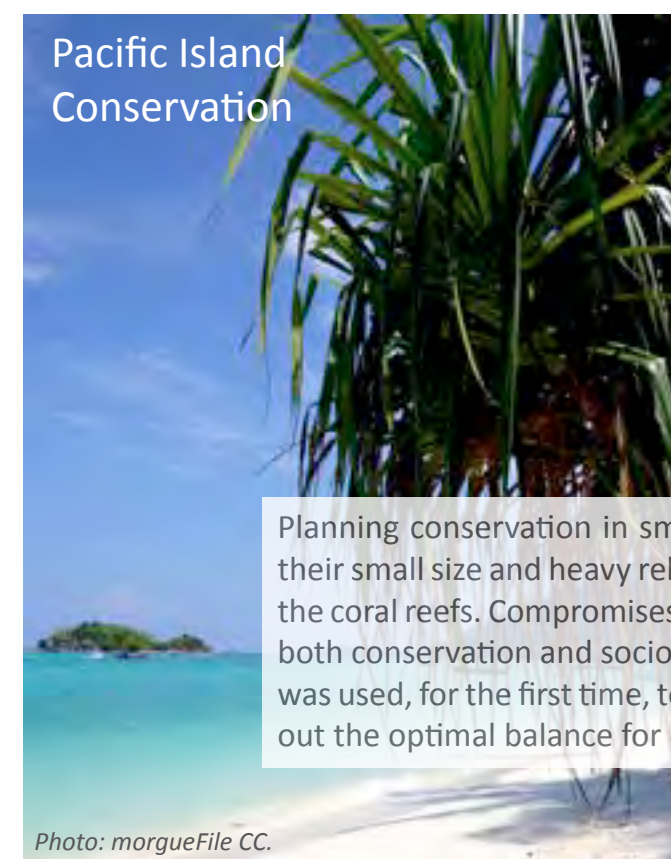 Pacific Island
Conservation
Planning conservation in sm
their small size and heavy rel
the coral reefs. Compromises
both conservation and socio
was used, for the first time, t
out the optimal balance for
Photo: morgueFile CC.